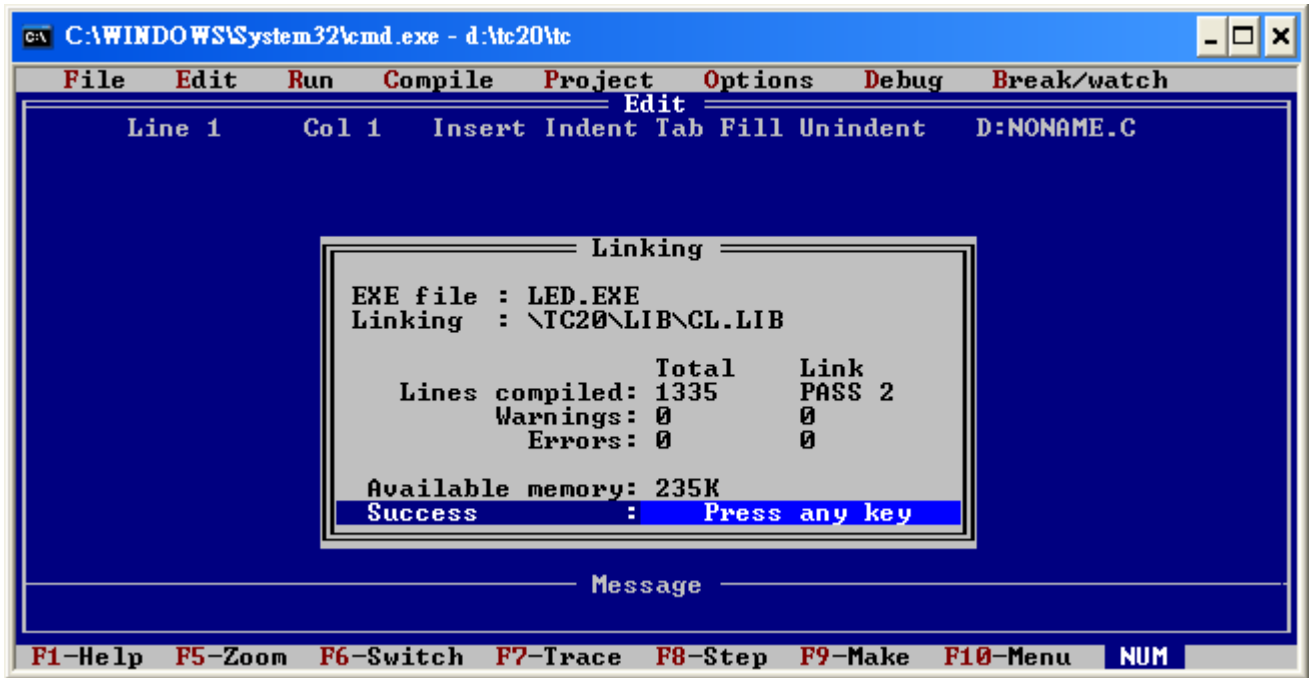 C:\WINDOWS\System32\cmd.exe - d:\tc20\tc
File Edit Run Compile Project Options Debug Break/watch
Edit
Line 1 Col 1 Insert Indent Tab Fill Unindent D:NONAME.C
Linking
EXE file : LED.EXE
Linking : \TC20\LIB\CL.LIB
Total Link
Lines compiled: 1335 PASS 2
Warnings: 0 0
Errors: 0 0
Available memory: 235K
Success : Press any key
Message
F1-Help F5-Zoom F6-Switch F7-Trace F8-Step F9-Make F10-Menu NUM